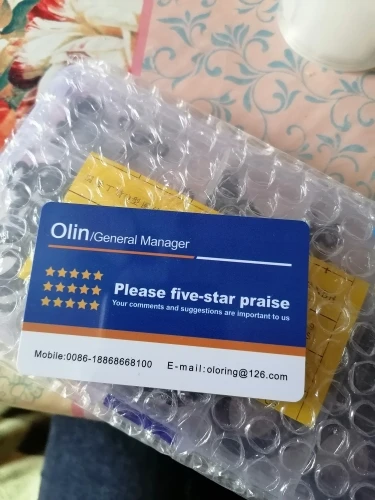 Olin/General Manager
Please five-star praise
Your comments and suggestions are important to us
Mobile:0086-18868668100 E-mail:oloring@126.com